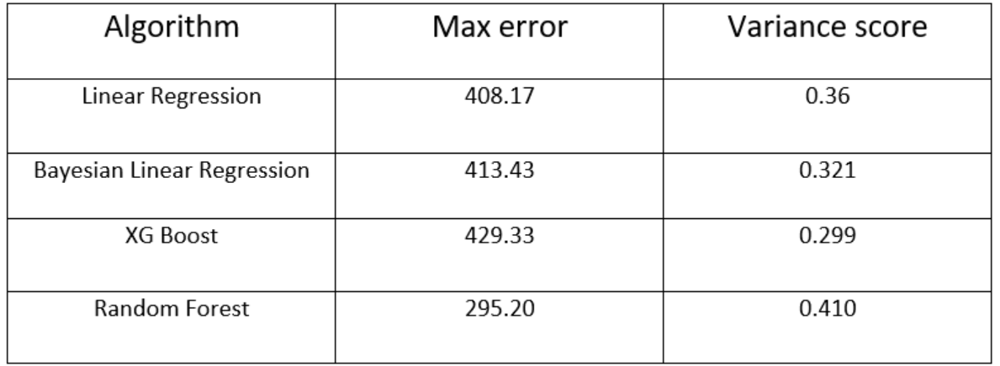 Algorithm Max error Variance score
Linear Regression 408.17 0.36
Bayesian Linear Regression 413.43 0.321
XG Boost 429.33 0.299
Random Forest 295.20 0.410